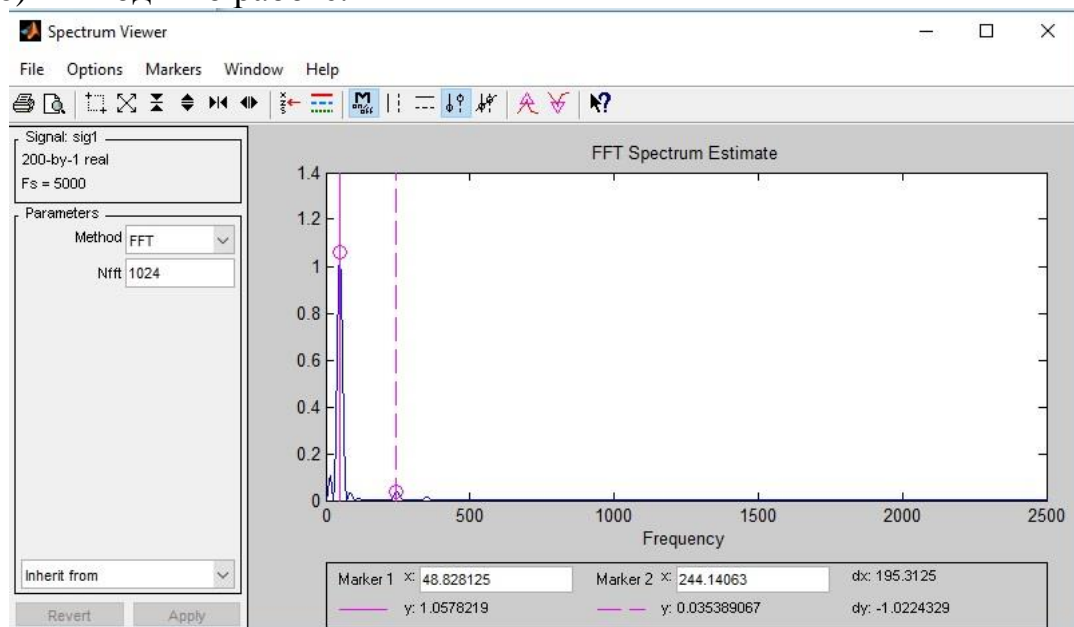 Spectrum Viewer
File Options Markers Window Help
Signal: sig1
200-by-1 real
Fs = 5000
Parameters
Method FFT
Nfft 1024
Inherit from
Revert Apply
FFT Spectrum Estimate
1.4
1.2
1
0.8
0.6
0.4
0.2
0
0 500 1000 1500 2000 2500
Frequency
Marker 1 x: 48.828125 Marker 2 x: 244.14063 dx: 195.3125
y: 1.0578219 y: 0.035389067 dy: -1.0224329